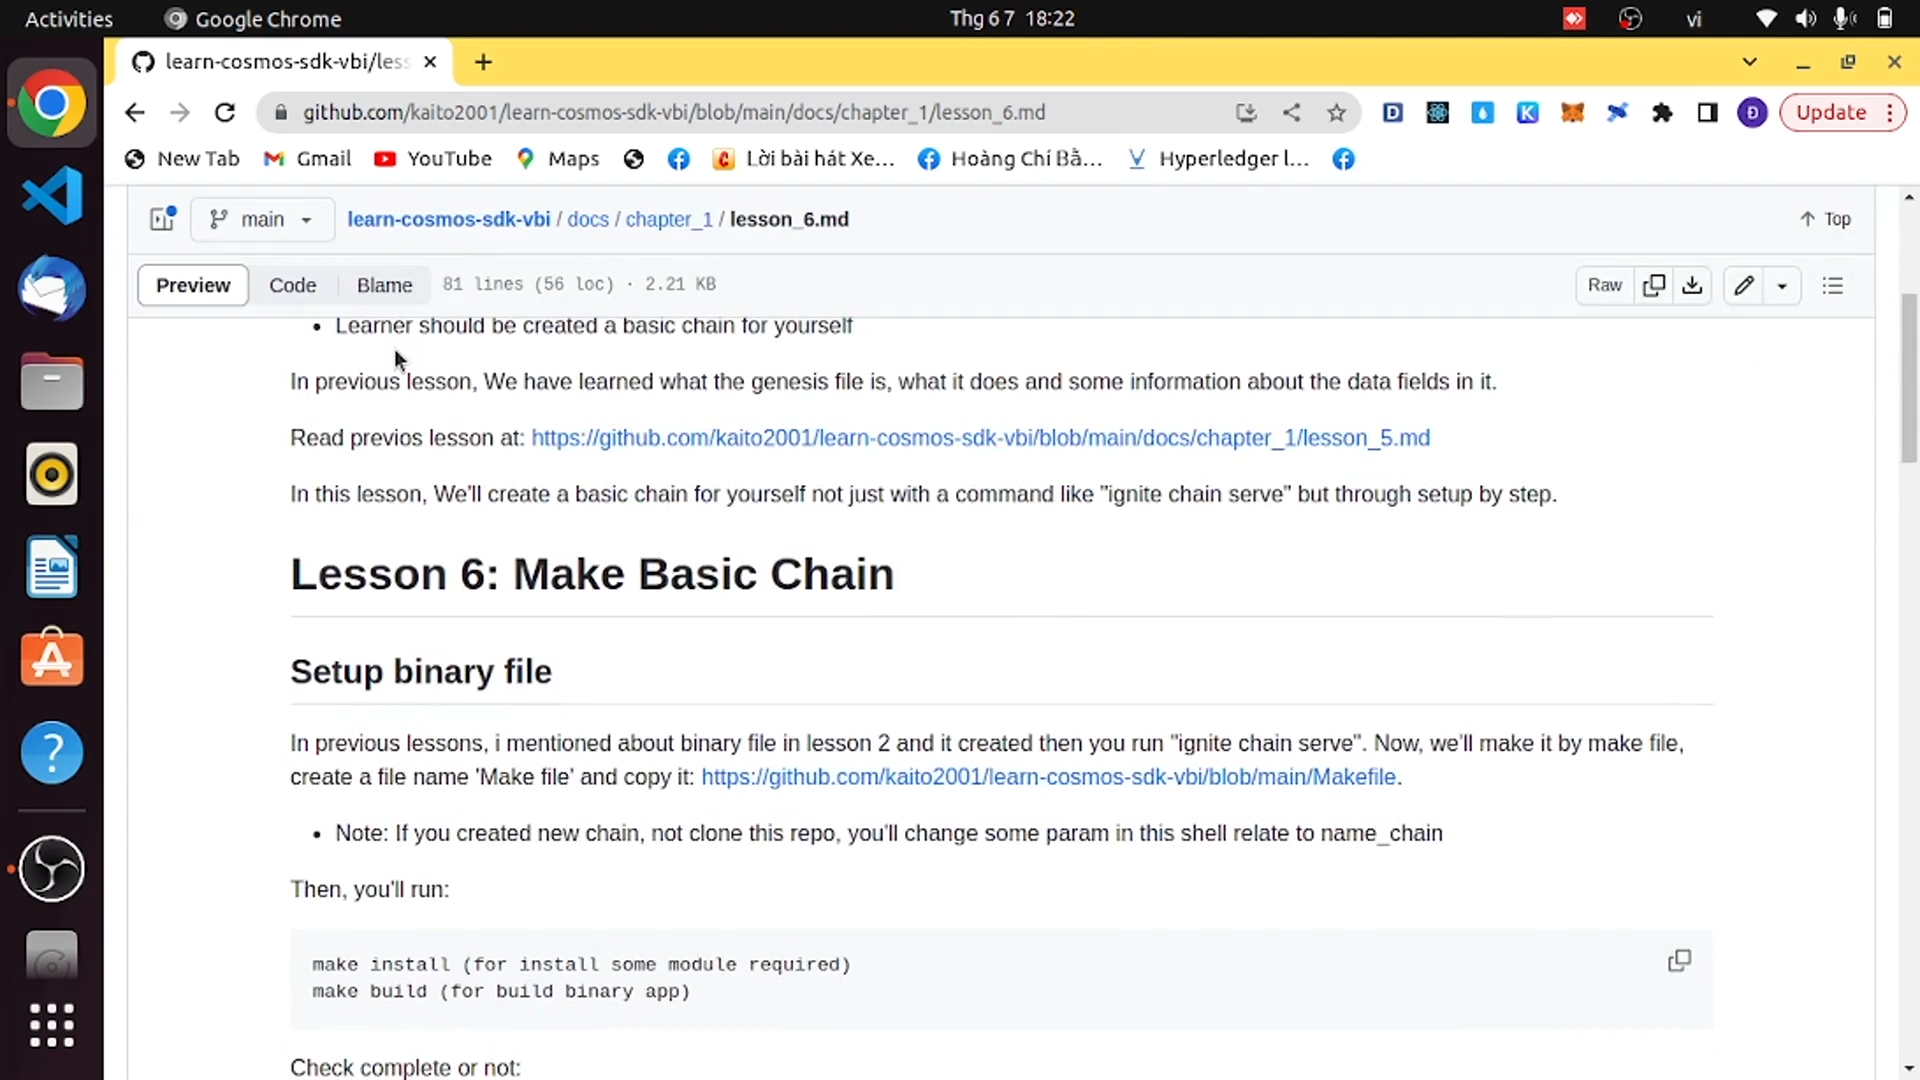 Activities
Google Chrome
Thg 6 7 18:22
vi
learn-cosmos-sdk-vbi/less
github.com/kaito2001/learn-cosmos-sdk-vbi/blob/main/docs/chapter_1/lesson_6.md
D
K
Đ
Update
New Tab
Gmail
YouTube
Maps
Lời bài hát Xe...
Hoàng Chí Bằ...
Hyperledger l...
main
learn-cosmos-sdk-vbi / docs / chapter_1 / lesson_6.md
Top
Preview
Code
Blame
81 lines (56 loc) · 2.21 KB
Raw
• Learner should be created a basic chain for yourself
In previous lesson, We have learned what the genesis file is, what it does and some information about the data fields in it.
Read previos lesson at: https://github.com/kaito2001/learn-cosmos-sdk-vbi/blob/main/docs/chapter_1/lesson_5.md
In this lesson, We'll create a basic chain for yourself not just with a command like "ignite chain serve" but through setup by step.
Lesson 6: Make Basic Chain
Setup binary file
In previous lessons, i mentioned about binary file in lesson 2 and it created then you run "ignite chain serve". Now, we'll make it by make file,
create a file name 'Make file' and copy it: https://github.com/kaito2001/learn-cosmos-sdk-vbi/blob/main/Makefile.
• Note: If you created new chain, not clone this repo, you'll change some param in this shell relate to name_chain
Then, you'll run:
make install (for install some module required)
make build (for build binary app)
Check complete or not: